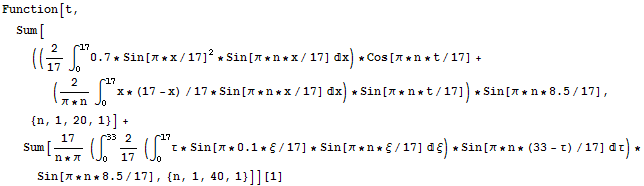 Function[t,
Sum[
((2/17 ∫_0^17 0.7 * Sin[π * x / 17]^2 * Sin[π * n * x / 17] ⅆx) * Cos[π * n * t / 17] +
(2/(π * n) ∫_0^17 x * (17 - x) / 17 * Sin[π * n * x / 17] ⅆx) * Sin[π * n * t / 17]) * Sin[π * n * 8.5 / 17],
{n, 1, 20, 1}] +
Sum[17/(n * π) (∫_0^33 2/17 (∫_0^17 τ * Sin[π * 0.1 * ξ / 17] * Sin[π * n * ξ / 17] ⅆξ) * Sin[π * n * (33 - τ) / 17] ⅆτ) *
Sin[π * n * 8.5 / 17], {n, 1, 40, 1}]][1]